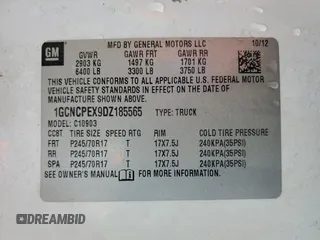 GM
MFD BY GENERAL MOTORS LLC 10/12
GVWR GAWR FRT GAWR RR
2903 KG 1497 KG 1701 KG
6400 LB 3300 LB 3750 LB
THIS VEHICLE CONFORMS TO ALL APPLICABLE U.S. FEDERAL MOTOR
VEHICLE SAFETY STANDARDS IN EFFECT ON THE DATE OF
MANUFACTURE SHOWN ABOVE.
1GCNCPEX9DZ185565 TYPE: TRUCK
MODEL: C10903
CCBT TIRE SIZE SPEED RTG RIM COLD TIRE PRESSURE
FRT P245/70R17 T 17X7.5J 240KPA(35PSI)
RR P245/70R17 T 17X7.5J 240KPA(35PSI)
SPA P245/70R17 T 17X7.5J 240KPA(35PSI)
SEE OWNER'S MANUAL FOR ADDITIONAL INFORMATION
DREAMBID